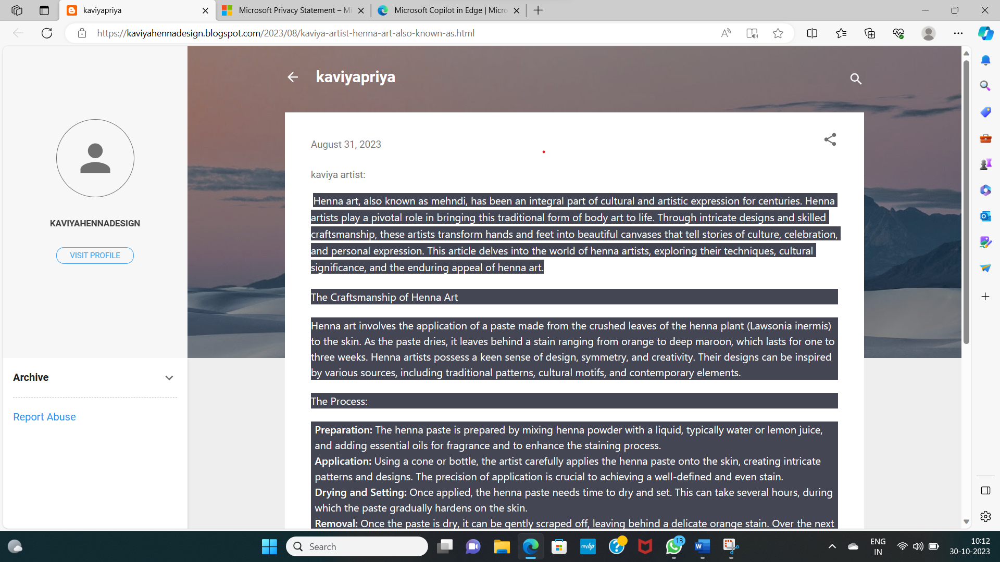 kaviyapriya
Microsoft Privacy Statement – Mi
Microsoft Copilot in Edge | Micro
https://kaviyahennadesign.blogspot.com/2023/08/kaviya-artist-henna-art-also-known-as.html
kaviyapriya
KAVIYAHENNADESIGN
VISIT PROFILE
Archive
Report Abuse
August 31, 2023
kaviya artist:
Henna art, also known as mehndi, has been an integral part of cultural and artistic expression for centuries. Henna
artists play a pivotal role in bringing this traditional form of body art to life. Through intricate designs and skilled
craftsmanship, these artists transform hands and feet into beautiful canvases that tell stories of culture, celebration,
and personal expression. This article delves into the world of henna artists, exploring their techniques, cultural
significance, and the enduring appeal of henna art.
The Craftsmanship of Henna Art
Henna art involves the application of a paste made from the crushed leaves of the henna plant (Lawsonia inermis)
to the skin. As the paste dries, it leaves behind a stain ranging from orange to deep maroon, which lasts for one to
three weeks. Henna artists possess a keen sense of design, symmetry, and creativity. Their designs can be inspired
by various sources, including traditional patterns, cultural motifs, and contemporary elements.
The Process:
Preparation: The henna paste is prepared by mixing henna powder with a liquid, typically water or lemon juice,
and adding essential oils for fragrance and to enhance the staining process.
Application: Using a cone or bottle, the artist carefully applies the henna paste onto the skin, creating intricate
patterns and designs. The precision of application is crucial to achieving a well-defined and even stain.
Drying and Setting: Once applied, the henna paste needs time to dry and set. This can take several hours, during
which the paste gradually hardens on the skin.
Removal: Once the paste is dry, it can be gently scraped off, leaving behind a delicate orange stain. Over the next
Search
myhp
13
ENG
IN
10:12
30-10-2023